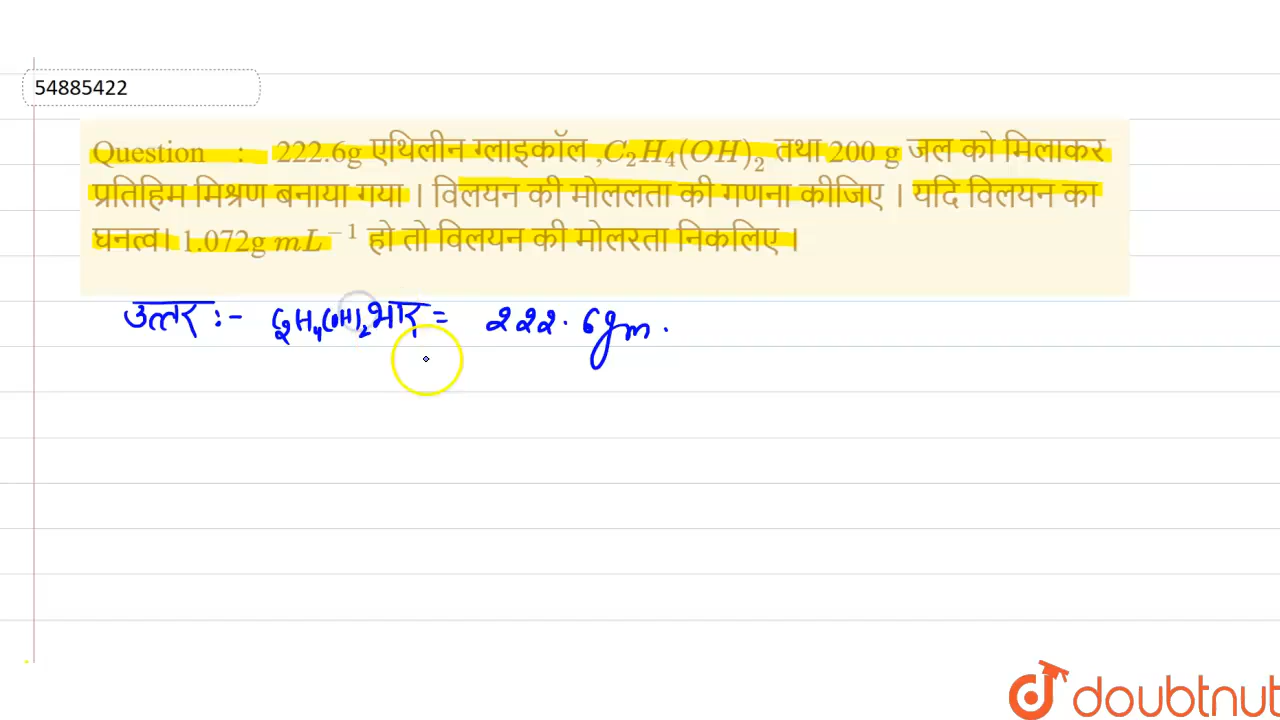 54885422
Question : 222.6g एथिलीन ग्लाइकॉल ,C₂H₄(OH)₂ तथा 200 g जल को मिलाकर
प्रतिहिम मिश्रण बनाया गया । विलयन की मोललता की गणना कीजिए । यदि विलयन का
घनत्व। 1.072g mL⁻¹ हो तो विलयन की मोलरता निकलिए ।
उत्तर :- C₂H₄(OH)₂ भार = 222.6gm.
doubtnut